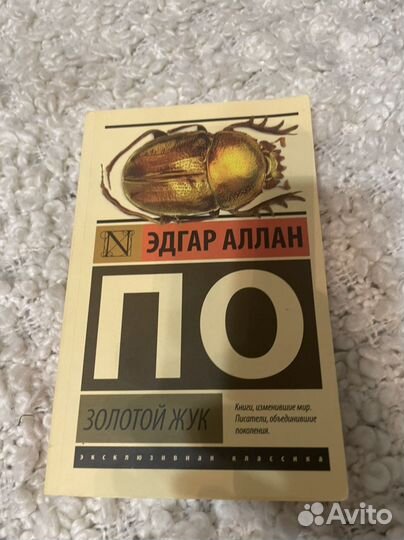 N
ЭДГАР АЛЛАН
ПО
ЗОЛОТОЙ ЖУК
Книги, изменившие мир.
Писатели, объединившие
поколения.
эксклюзивная классика
Avito